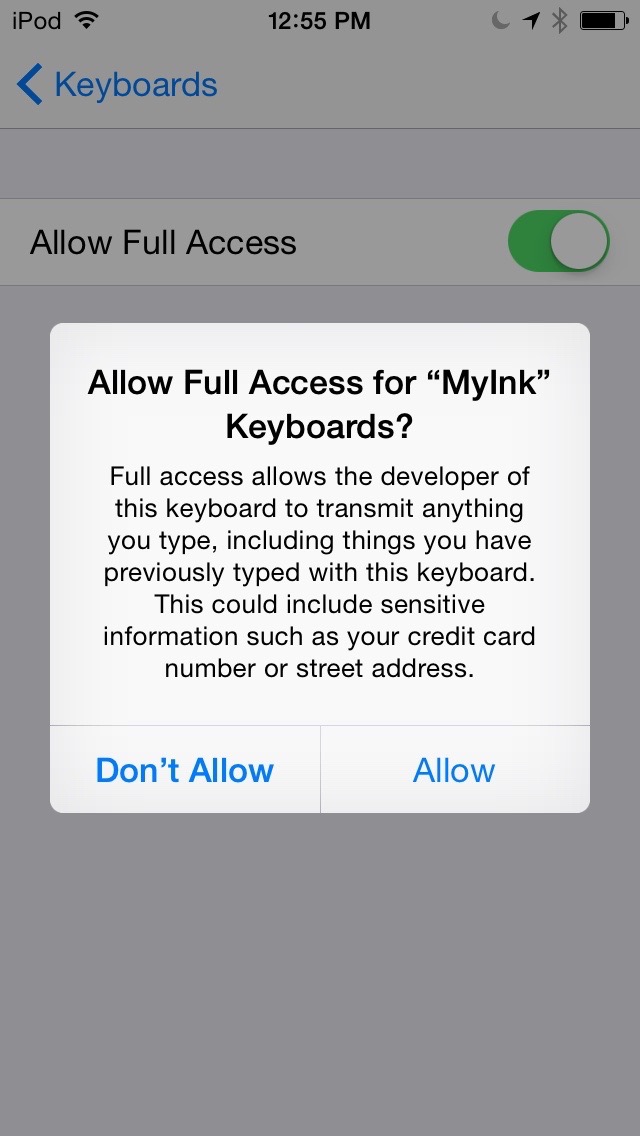 iPod 12:55 PM
Keyboards
Allow Full Access
Allow Full Access for “MyInk”
Keyboards?
Full access allows the developer of
this keyboard to transmit anything
you type, including things you have
previously typed with this keyboard.
This could include sensitive
information such as your credit card
number or street address.
Don’t Allow Allow